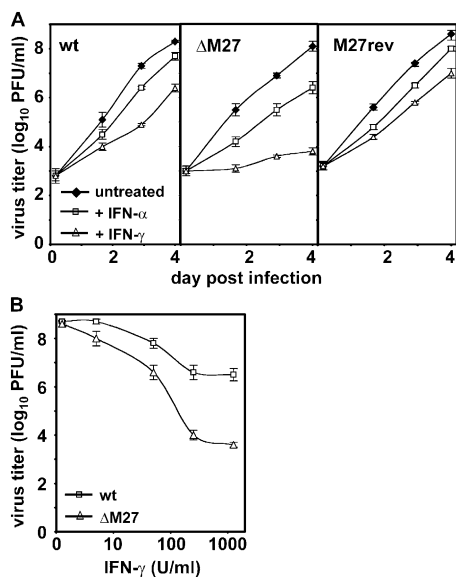 A
wt
ΔM27
M27rev
virus titer (log10 PFU/ml)
8
6
4
2
0
untreated
+ IFN-α
+ IFN-γ
0 2 4 0 2 4 0 2 4
day post infection
B
virus titer (log10 PFU/ml)
8
6
4
2
0
wt
ΔM27
0 10 100 1000
IFN-γ (U/ml)